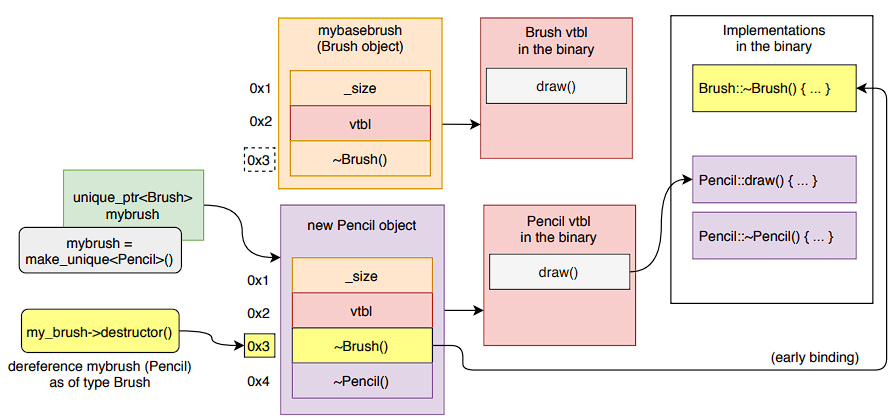 mybasebrush
(Brush object)
0x1
_size
0x2
vtbl
0x3
~Brush()
Brush vtbl
in the binary
draw()
Implementations
in the binary
Brush::~Brush() { ... }
Pencil::draw() { ... }
Pencil::~Pencil() { ... }
unique_ptr<Brush>
mybrush
mybrush =
make_unique<Pencil>()
new Pencil object
0x1
_size
0x2
vtbl
0x3
~Brush()
0x4
~Pencil()
Pencil vtbl
in the binary
draw()
my_brush->destructor()
dereference mybrush (Pencil)
as of type Brush
(early binding)